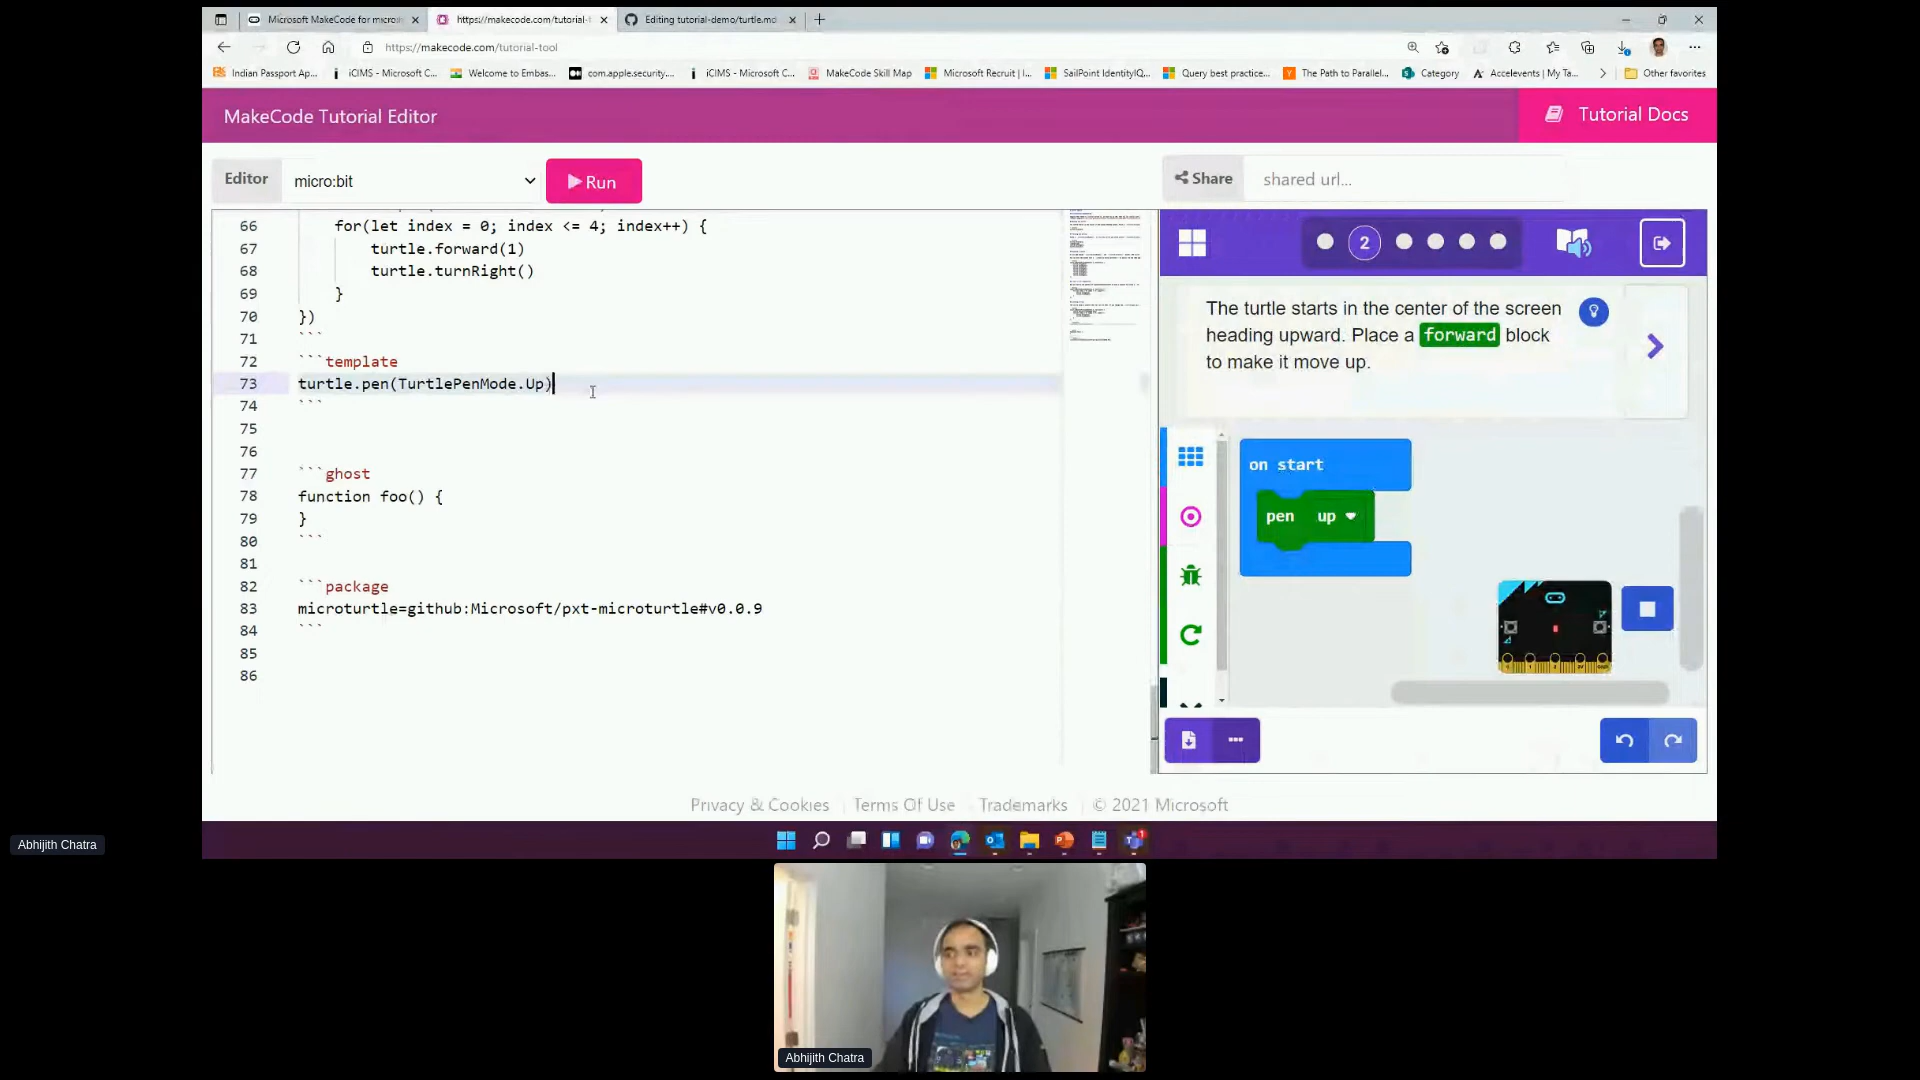 Microsoft MakeCode for micro:
https://makecode.com/tutorial-t
Editing tutorial-demo/turtle.md
https://makecode.com/tutorial-tool
Indian Passport Ap...
iCIMS - Microsoft C...
Welcome to Embas...
com.apple.security....
iCIMS - Microsoft C...
MakeCode Skill Map
Microsoft Recruit | I...
SailPoint IdentityIQ...
Query best practice...
The Path to Parallel...
Category
Accelevents | My Ta...
Other favorites
MakeCode Tutorial Editor
Tutorial Docs
Editor
micro:bit
Run
Share
shared url...
66 for(let index = 0; index <= 4; index++) {
67 turtle.forward(1)
68 turtle.turnRight()
69 }
70 })
71 ```
72 ```template
73 turtle.pen(TurtlePenMode.Up)
74 ```
75
76
77 ```ghost
78 function foo() {
79 }
80 ```
81
82 ```package
83 microturtle=github:Microsoft/pxt-microturtle#v0.0.9
84 ```
85
86
2
The turtle starts in the center of the screen
heading upward. Place a forward block
to make it move up.
on start
pen up
Privacy & Cookies
Terms Of Use
Trademarks
© 2021 Microsoft
Abhijith Chatra
Abhijith Chatra